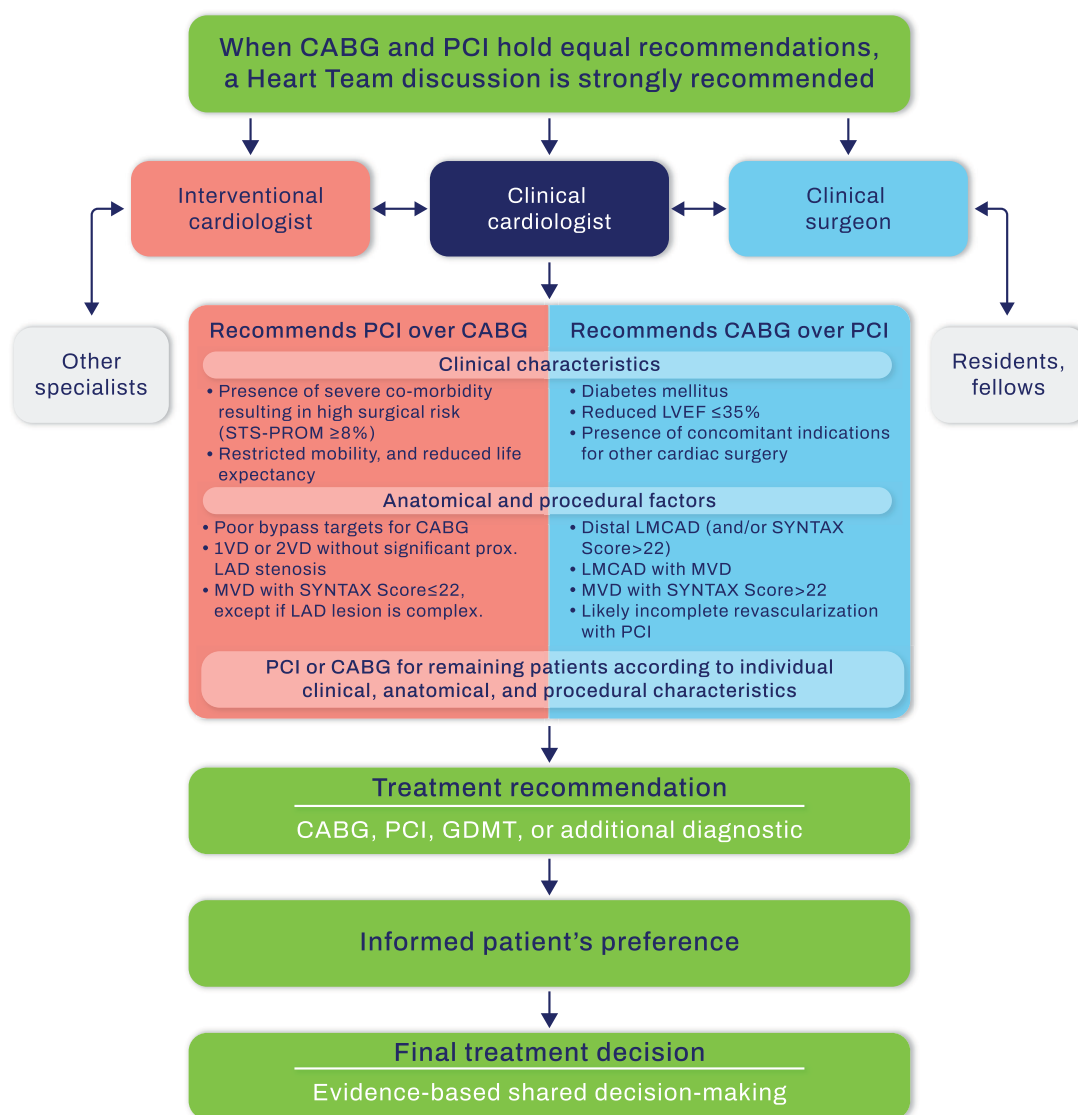 When CABG and PCI hold equal recommendations,
a Heart Team discussion is strongly recommended
Interventional
cardiologist
Clinical
cardiologist
Clinical
surgeon
Other
specialists
Residents,
fellows
Recommends PCI over CABG
Recommends CABG over PCI
Clinical characteristics
• Presence of severe co-morbidity
resulting in high surgical risk
(STS-PROM ≥8%)
• Restricted mobility, and reduced life
expectancy
• Diabetes mellitus
• Reduced LVEF ≤35%
• Presence of concomitant indications
for other cardiac surgery
Anatomical and procedural factors
• Poor bypass targets for CABG
• 1VD or 2VD without significant prox.
LAD stenosis
• MVD with SYNTAX Score≤22,
except if LAD lesion is complex.
• Distal LMCAD (and/or SYNTAX
Score>22)
• LMCAD with MVD
• MVD with SYNTAX Score>22
• Likely incomplete revascularization
with PCI
PCI or CABG for remaining patients according to individual
clinical, anatomical, and procedural characteristics
Treatment recommendation
CABG, PCI, GDMT, or additional diagnostic
Informed patient's preference
Final treatment decision
Evidence-based shared decision-making